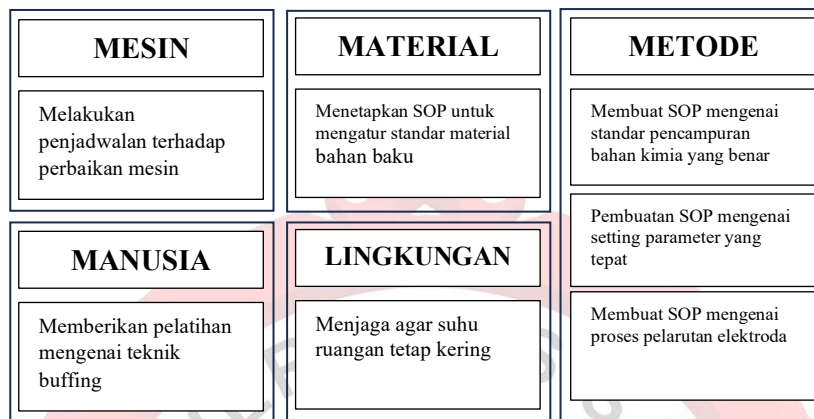 MESIN
Melakukan
penjadwalan terhadap
perbaikan mesin
MATERIAL
Menetapkan SOP untuk
mengatur standar material
bahan baku
METODE
Membuat SOP mengenai
standar pencampuran
bahan kimia yang benar
Pembuatan SOP mengenai
setting parameter yang
tepat
Membuat SOP mengenai
proses pelarutan elektroda
MANUSIA
Memberikan pelatihan
mengenai teknik
buffing
LINGKUNGAN
Menjaga agar suhu
ruangan tetap kering